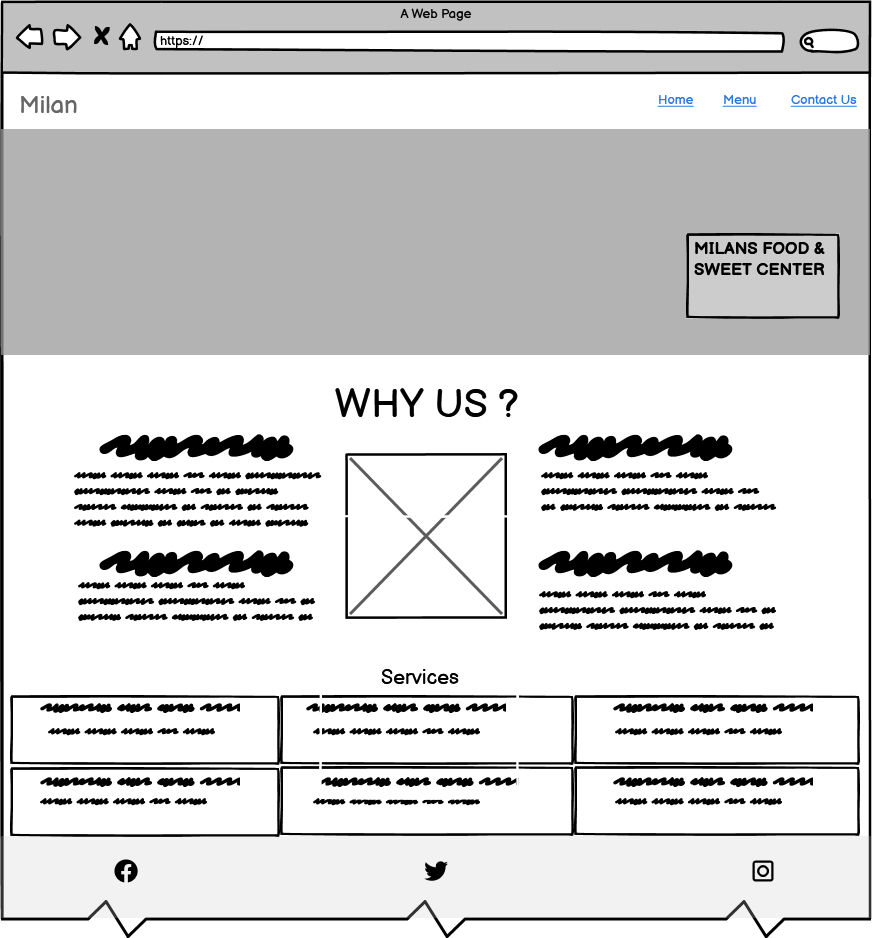 A Web Page
https://
Milan
Home Menu Contact Us
MILANS FOOD &
SWEET CENTER
WHY US ?
Services